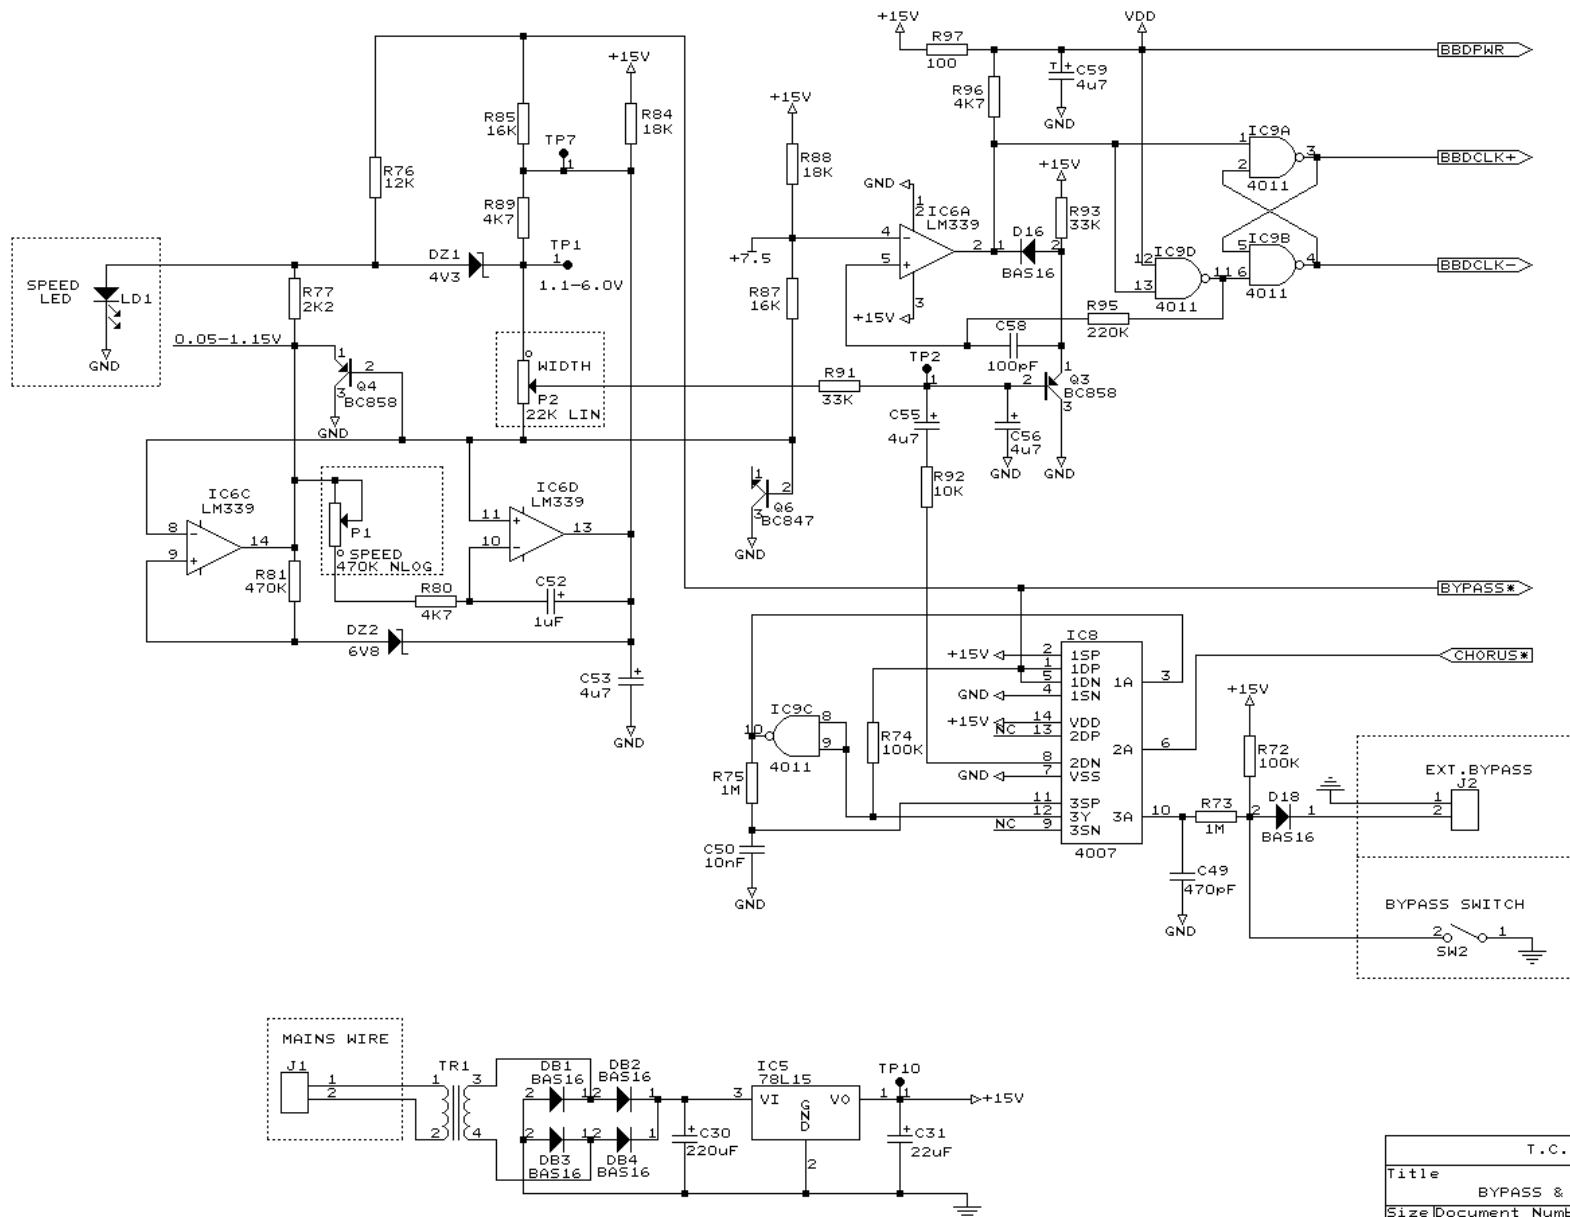 +15V
VDD
R97
100
BBDPWR
+15V
C59
4u7
GND
R96
4K7
R85
16K
TP7
1
R84
18K
+15V
R88
18K
IC9A
1
2
3
4011
BBDCLK+
R76
12K
R89
4K7
GND
1
2
IC6A
LM339
4
5
2
3
+15V
+15V
R93
33K
D16
1
2
BAS16
+7.5
R87
16K
IC9D
12
13
11
4011
IC9B
5
6
4
4011
BBDCLK-
SPEED
LED
LD1
GND
DZ1
4V3
TP1
1
1.1-6.0V
R77
2K2
0.05-1.15V
R95
220K
C58
100pF
1
2
3
Q4
BC858
GND
WIDTH
P2
22K LIN
R91
33K
TP2
1
1
2
3
Q3
BC858
C55
4u7
C56
4u7
GND
GND
R92
10K
IC6C
LM339
8
9
14
P1
SPEED
470K NLOG
IC6D
LM339
11
10
13
1
2
3
Q6
BC847
GND
R81
470K
R80
4K7
C52
1uF
DZ2
6V8
C53
4u7
GND
BYPASS*
CHORUS*
IC8
+15V
2
1SP
1
1DP
5
1DN
GND
4
1SN
1A
3
+15V
14
VDD
NC
13
2DP
2A
6
8
2DN
GND
7
VSS
11
3SP
12
3Y
3A
10
NC
9
3SN
4007
IC9C
10
8
9
4011
R74
100K
R75
1M
C50
10nF
GND
+15V
R72
100K
R73
1M
2
D18
1
BAS16
C49
470pF
GND
EXT.BYPASS
J2
1
2
BYPASS SWITCH
2
1
SW2
MAINS WIRE
J1
1
2
TR1
1
2
3
4
DB1
BAS16
DB2
BAS16
2
1
2
1
2
1
2
1
DB3
BAS16
DB4
BAS16
C30
220uF
IC5
78L15
3
VI
GND
VO
1
2
TP10
1
+15V
C31
22uF
T.C.
Title
BYPASS &
Size
Document Numb